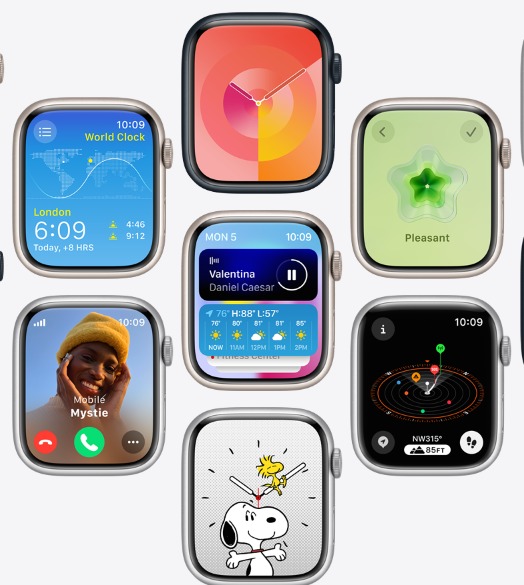 10:09
World Clock
London
6:09
4:46
9:12
Today, +8 HRS
Pleasant
MON 5
10:09
Valentina
Daniel Caesar
76° H:88° L:57°
76° 80° 81° 81° 85°
NOW 11AM 12PM 1PM 2PM
Fitness Center
10:09
Mobile
Mystie
i
10:09
NW315°
85FT